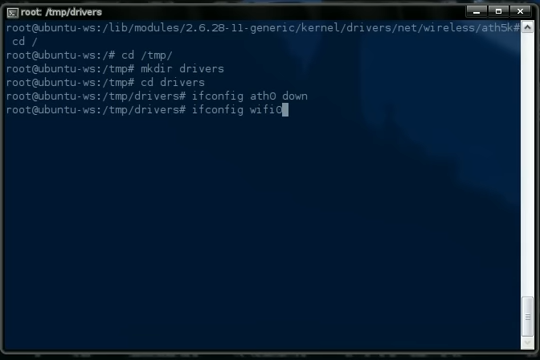 root: /tmp/drivers
root@ubuntu-ws:/lib/modules/2.6.28-11-generic/kernel/drivers/net/wireless/ath5k#
cd /
root@ubuntu-ws:/# cd /tmp/
root@ubuntu-ws:/tmp# mkdir drivers
root@ubuntu-ws:/tmp# cd drivers
root@ubuntu-ws:/tmp/drivers# ifconfig ath0 down
root@ubuntu-ws:/tmp/drivers# ifconfig wifi0